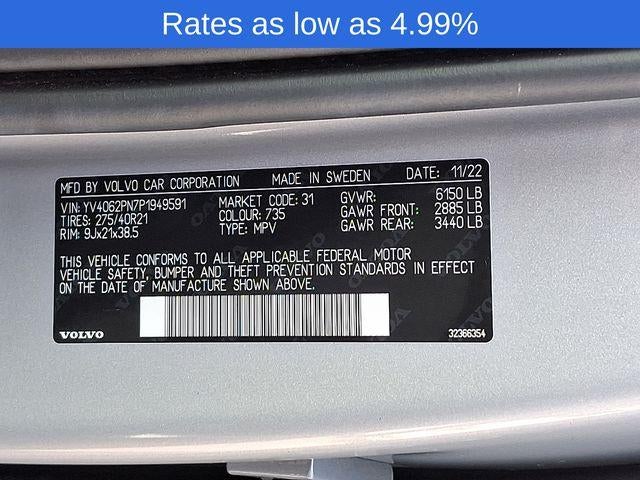 Rates as low as 4.99%
MFD BY VOLVO CAR CORPORATION MADE IN SWEDEN DATE: 11/22
VIN: YV4062PN7P1949591 MARKET CODE: 31 GVWR: 6150 LB
TIRES: 275/40R21 COLOUR: 735 GAWR FRONT: 2885 LB
RIM: 9Jx21x38.5 TYPE: MPV GAWR REAR: 3440 LB
THIS VEHICLE CONFORMS TO ALL APPLICABLE FEDERAL MOTOR
VEHICLE SAFETY, BUMPER AND THEFT PREVENTION STANDARDS IN EFFECT
ON THE DATE OF MANUFACTURE SHOWN ABOVE.
VOLVO 32366354